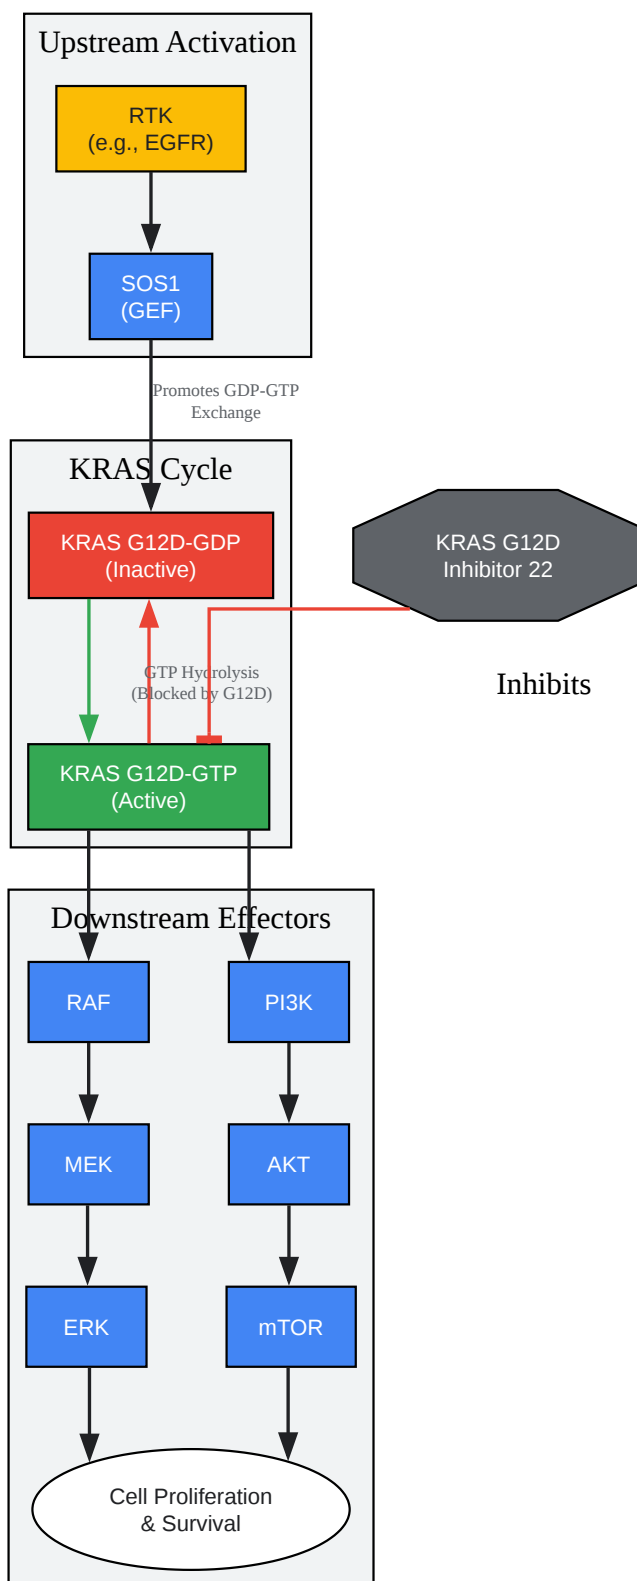 Upstream Activation
RTK
(e.g., EGFR)
SOS1
(GEF)
Promotes GDP-GTP
Exchange
KRAS Cycle
KRAS G12D-GDP
(Inactive)
KRAS G12D
Inhibitor 22
GTP Hydrolysis
(Blocked by G12D)
Inhibits
KRAS G12D-GTP
(Active)
Downstream Effectors
RAF
PI3K
MEK
AKT
ERK
mTOR
Cell Proliferation
& Survival